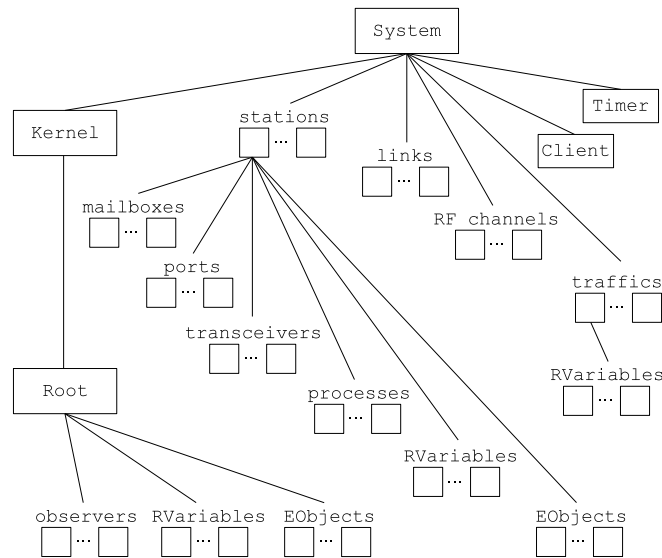 System
Timer
Kernel
stations
Client
links
mailboxes
RF channels
ports
traffics
transceivers
RVariables
Root
processes
RVariables
observers
RVariables
EObjects
EObjects